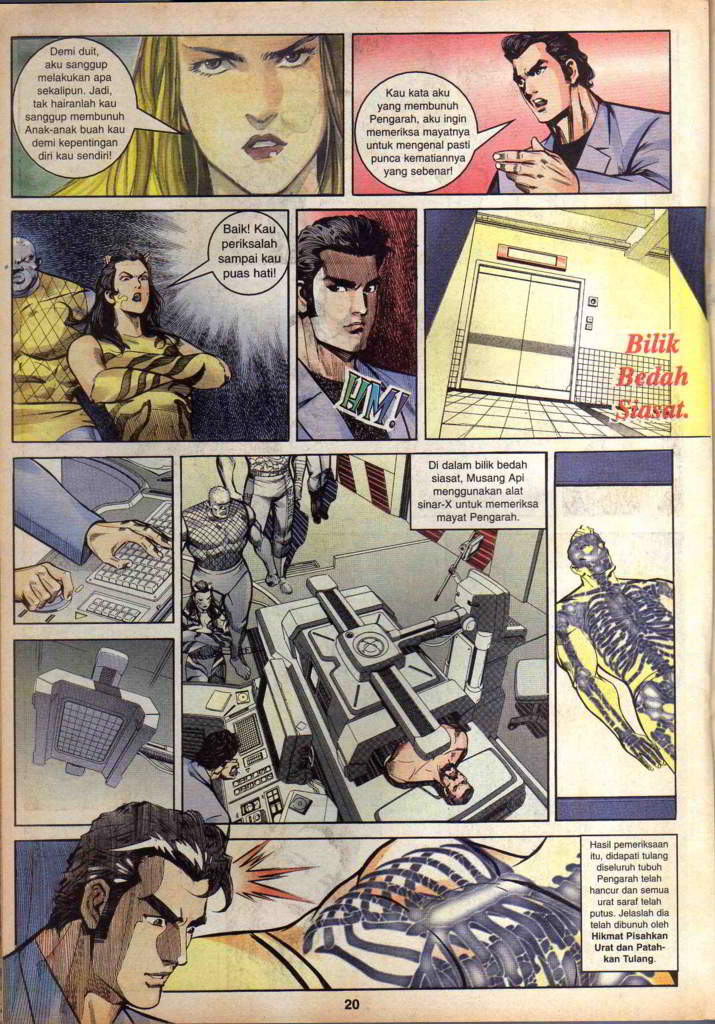 Demi duit,
aku sanggup
melakukan apa
sekalipun. Jadi,
tak hairanlah kau
sanggup membunuh
Anak-anak buah kau
demi kepentingan
diri kau sendiri!
Kau kata aku
yang membunuh
Pengarah, aku ingin
memeriksa mayatnya
untuk mengenal pasti
punca kematiannya
yang sebenar!
Baik! Kau
periksalah
sampai kau
puas hati!
HM!
Bilik
Bedah
Siasat.
Di dalam bilik bedah
siasat, Musang Api
menggunakan alat
sinar-X untuk memeriksa
mayat Pengarah.
Hasil pemeriksaan
itu, didapati tulang
diseluruh tubuh
Pengarah telah
hancur dan semua
urat saraf telah
putus. Jelaslah dia
telah dibunuh oleh
Hikmat Pisahkan
Urat dan Patah-
kan Tulang.
20